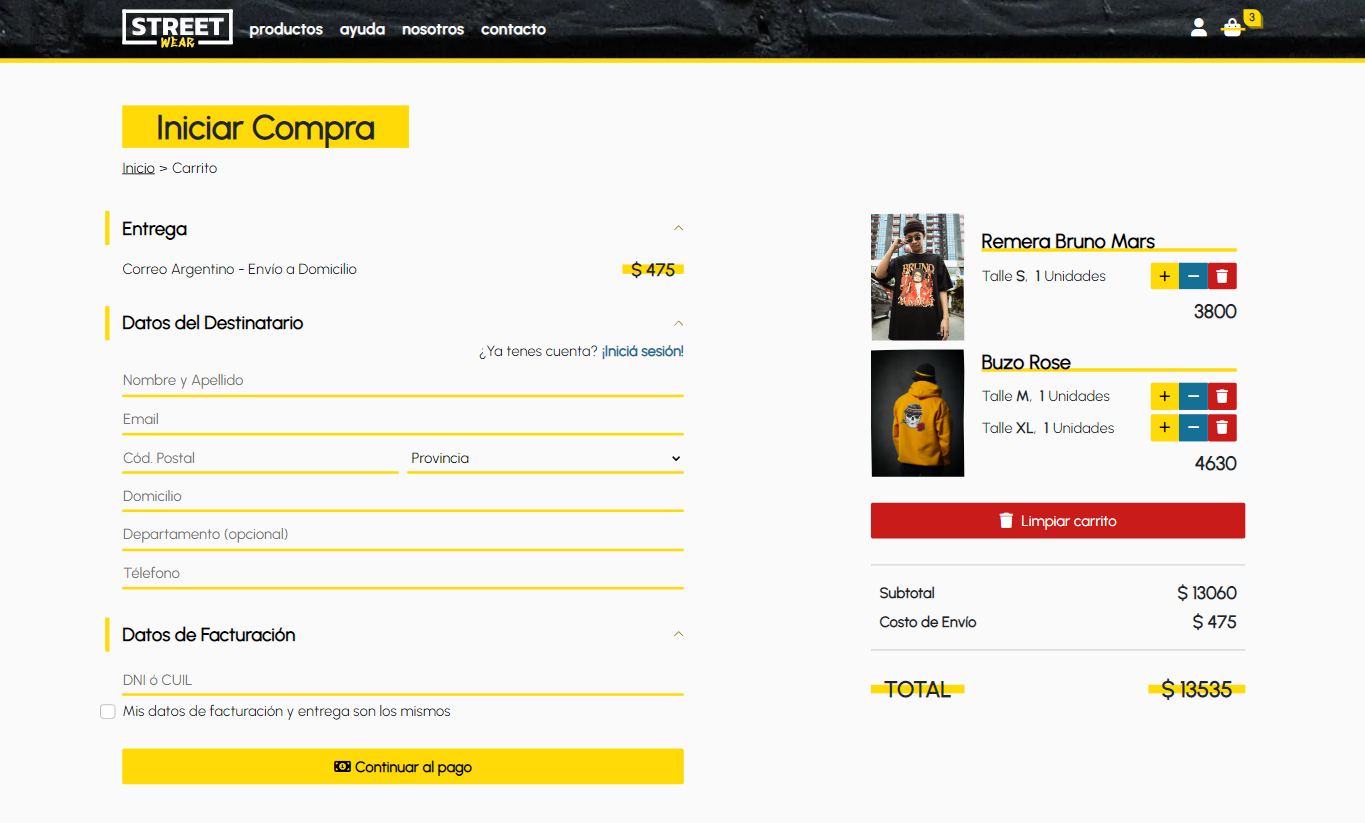 STREET
WEAR
productos ayuda nosotros contacto
3
Iniciar Compra
Inicio > Carrito
Entrega
Correo Argentino - Envío a Domicilio $ 475
Datos del Destinatario
¿Ya tenes cuenta? ¡Iniciá sesión!
Nombre y Apellido
Email
Cód. Postal Provincia
Domicilio
Departamento (opcional)
Télefono
Datos de Facturación
DNI ó CUIL
Mis datos de facturación y entrega son los mismos
Continuar al pago
BRUNO
Remera Bruno Mars
Talle S, 1 Unidades + −
3800
Buzo Rose
Talle M, 1 Unidades + −
Talle XL, 1 Unidades + −
4630
Limpiar carrito
Subtotal $ 13060
Costo de Envío $ 475
TOTAL $ 13535